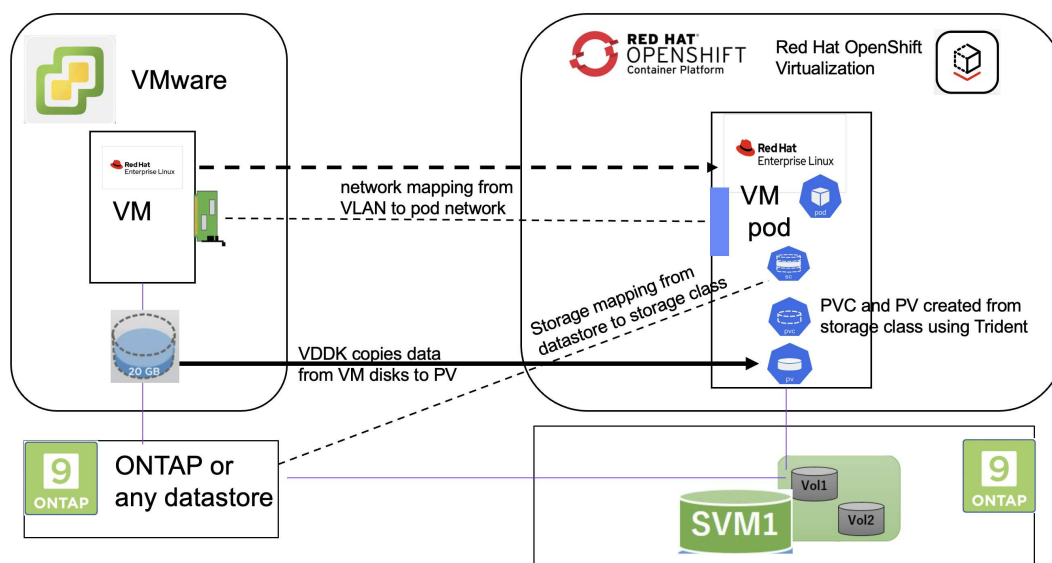 VMware
RED HAT
OPENSHIFT
Container Platform
Red Hat OpenShift
Virtualization
Red Hat
Enterprise Linux
VM
network mapping from
VLAN to pod network
Red Hat
Enterprise Linux
VM
pod
pod
sc
Storage mapping from
datastore to storage class
pvc
PVC and PV created from
storage class using Trident
20 GB
VDDK copies data
from VM disks to PV
pv
9
ONTAP
ONTAP or
any datastore
SVM1
Vol1
Vol2
9
ONTAP